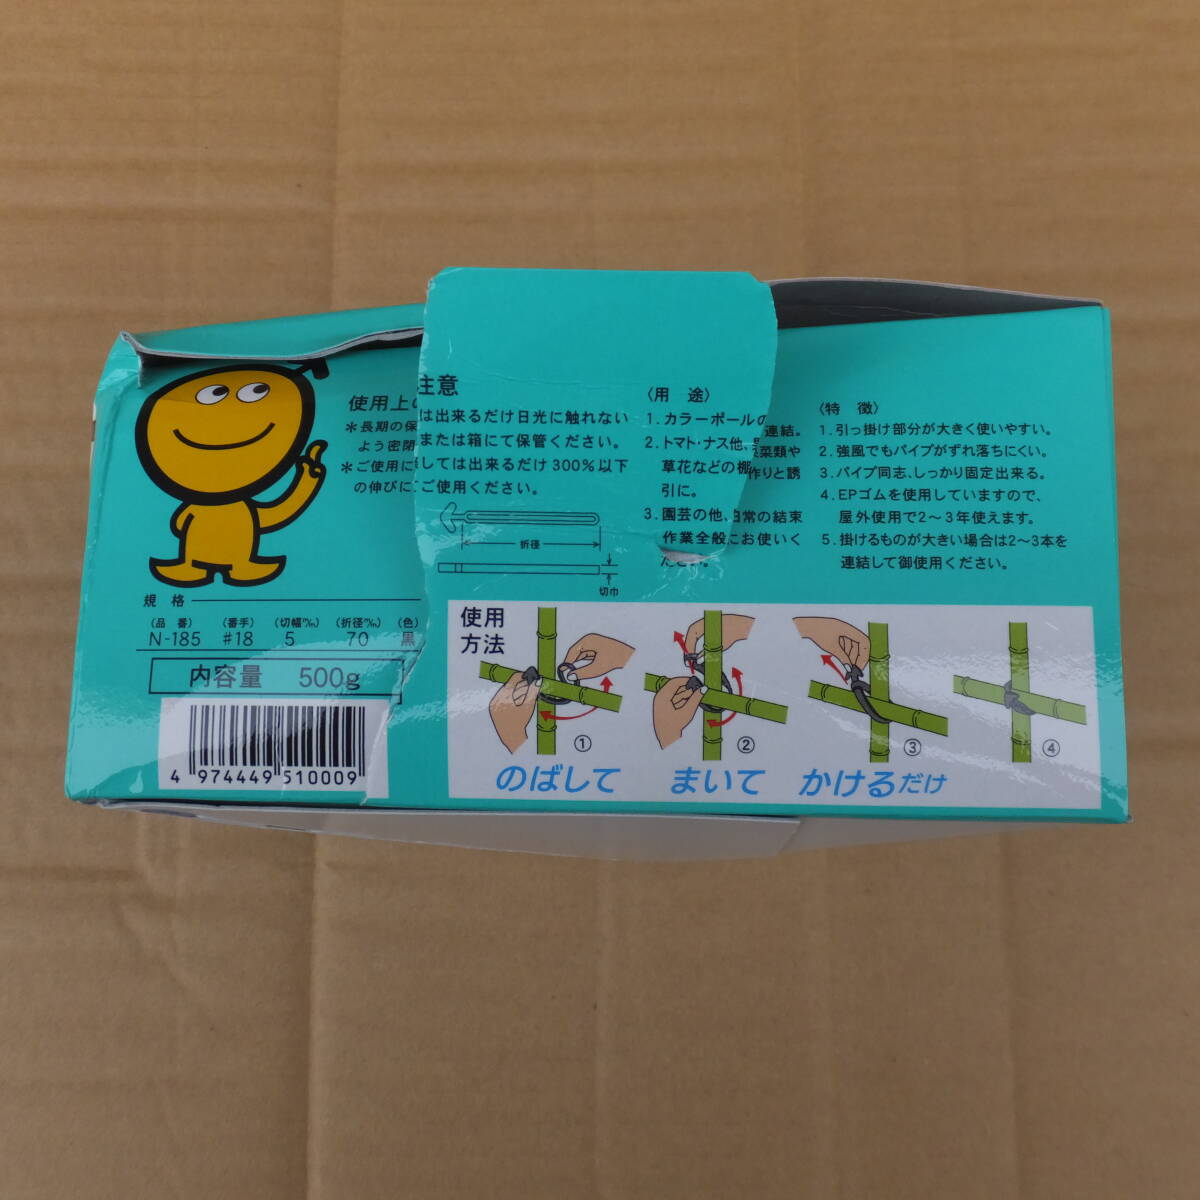 使用上の注意
＊長期の保 は出来るだけ日光に触れない
よう密閉 または箱にて保管ください。
＊ご使用に しては出来るだけ300％以下
の伸びに ご使用ください。
折径
切巾
〈用 途〉
1. カラーポールの 連結。
2. トマト・ナス他、 菜類や
草花などの棚 作りと誘
引に。
3. 園芸の他、日常の結束
作業全般にお使いく
ださい。
〈特 徴〉
1. 引っ掛け部分が大きく使いやすい。
2. 強風でもパイプがずれ落ちにくい。
3. パイプ同志、しっかり固定出来る。
4. EPゴムを使用していますので、
屋外使用で2〜3年使えます。
5. 掛けるものが大きい場合は2〜3本を
連結して御使用ください。
規 格
(品 番) (番手) (切幅㎜) (折径㎜) (色)
N-185 #18 5 70 黒
内容量 500g
4 974449 510009
使用
方法
① ② ③ ④
のばして まいて かけるだけ